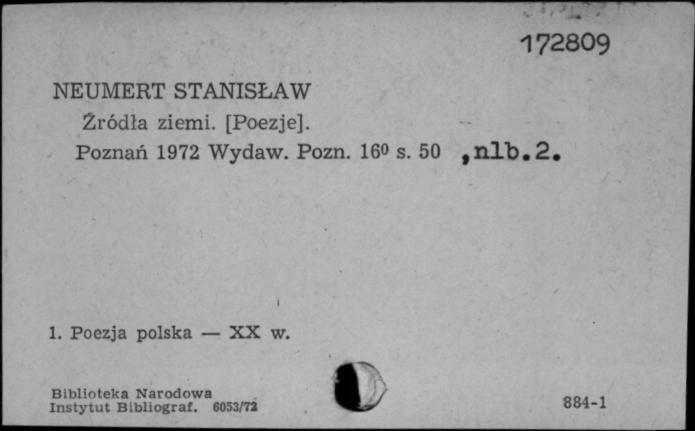 172809
NEUMERT STANISŁAW
Źródła ziemi. [Poezje].
Poznań 1972 Wydaw. Pozn. 16⁰ s. 50 ,nlb.2.
1. Poezja polska — XX w.
Biblioteka Narodowa
Instytut Bibliograf. 6053/72
884-1